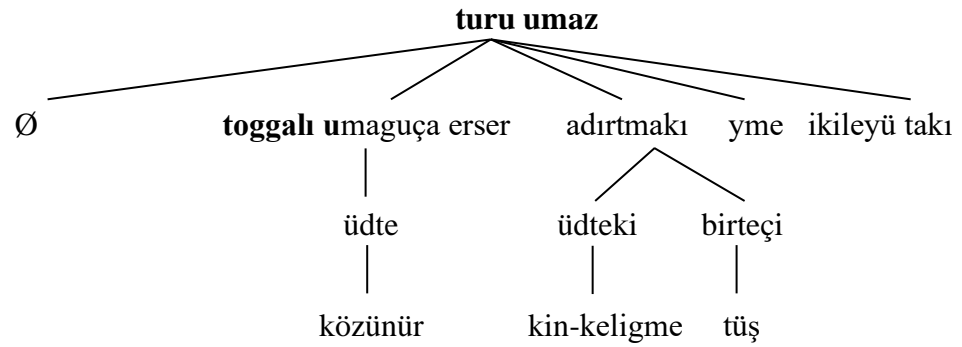 turu umaz
Ø toggalı umaguça erser adırtmakı yme ikileyü takı
üdte üdteki birteçi
közünür kin-keligme tüş